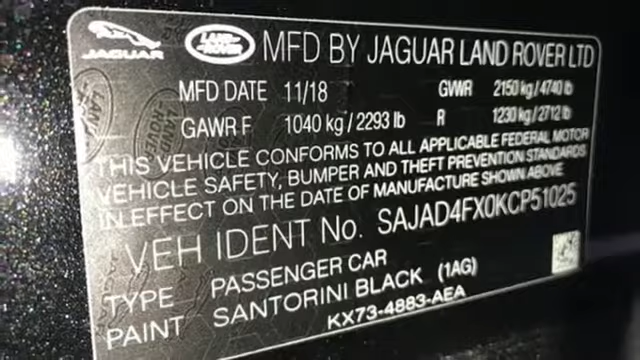 JAGUAR LAND-ROVER MFD BY JAGUAR LAND ROVER LTD
MFD DATE 11/18 GWR 2150 kg / 4740 lb
GAWR F 1040 kg / 2293 lb R 1230 kg / 2712 lb
THIS VEHICLE CONFORMS TO ALL APPLICABLE FEDERAL MOTOR
VEHICLE SAFETY, BUMPER AND THEFT PREVENTION STANDARDS
IN EFFECT ON THE DATE OF MANUFACTURE SHOWN ABOVE
VEH IDENT No. SAJAD4FX0KCP51025
TYPE PASSENGER CAR
PAINT SANTORINI BLACK (1AG)
KX73-4883-AEA